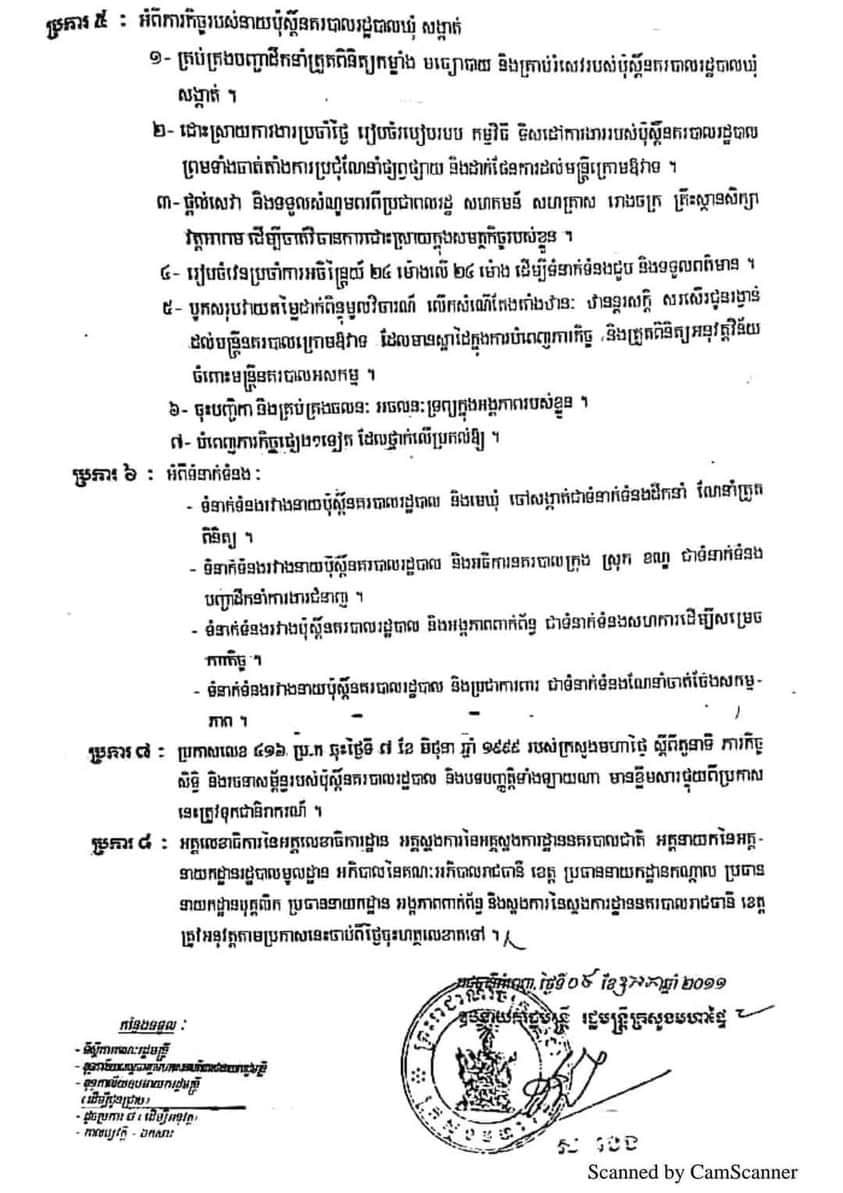 ប្រការ ៥ : អំពីភារកិច្ចរបស់នាយប៉ុស្តិ៍នគរបាលរដ្ឋបាលឃុំ សង្កាត់
១- គ្រប់គ្រងបញ្ជាដឹកនាំត្រួតពិនិត្យកម្លាំង មធ្យោបាយ និងគ្រាប់រំសេវរបស់ប៉ុស្តិ៍នគរបាលរដ្ឋបាលឃុំ
សង្កាត់ ។
២- ដោះស្រាយការងារប្រចាំថ្ងៃ រៀបចំរបៀបរបប កម្មវិធី ទិសដៅការងាររបស់ប៉ុស្តិ៍នគរបាលរដ្ឋបាល
ព្រមទាំងចាត់តាំងការប្រជុំណែនាំផ្សព្វផ្សាយ និងដាក់ផែនការដល់មន្ត្រីក្រោមឱវាទ ។
៣- ផ្តល់សេវា និងទទួលសំណូមពរពីប្រជាពលរដ្ឋ សហគមន៍ សហគ្រាស រោងចក្រ គ្រឹះស្ថានសិក្សា
វត្តអារាម ដើម្បីចាត់វិធានការដោះស្រាយក្នុងសមត្ថកិច្ចរបស់ខ្លួន ។
៤- រៀបចំវេនប្រចាំការអចិន្ត្រៃយ៍ ២៤ ម៉ោងលើ ២៤ ម៉ោង ដើម្បីទំនាក់ទំនងជួប និងទទួលព័ត៌មាន ។
៥- បូកសរុបវាយតម្លៃដាក់ពិន្ទុមូលវិចារណ៍ លើកសំណើតែងតាំងឋានៈ ឋានន្តរសក្តិ សរសើរជូនរង្វាន់
ដល់មន្ត្រីនគរបាលក្រោមឱវាទ ដែលមានស្នាដៃក្នុងការបំពេញភារកិច្ច និងត្រួតពិនិត្យអនុវត្តវិន័យ
ចំពោះមន្ត្រីនគរបាលអសកម្ម ។
៦- ចុះបញ្ជិកា និងគ្រប់គ្រងចលនៈ អចលនៈទ្រព្យក្នុងអង្គភាពរបស់ខ្លួន ។
៧- បំពេញភារកិច្ចផ្សេងៗទៀត ដែលថ្នាក់លើប្រគល់ឱ្យ ។
ប្រការ ៦ : អំពីទំនាក់ទំនង :
- ទំនាក់ទំនងរវាងនាយប៉ុស្តិ៍នគរបាលរដ្ឋបាល និងមេឃុំ ចៅសង្កាត់ជាទំនាក់ទំនងដឹកនាំ ណែនាំត្រួត
ពិនិត្យ ។
- ទំនាក់ទំនងរវាងនាយប៉ុស្តិ៍នគរបាលរដ្ឋបាល និងអធិការនគរបាលក្រុង ស្រុក ខណ្ឌ ជាទំនាក់ទំនង
បញ្ជាដឹកនាំការងារជំនាញ ។
- ទំនាក់ទំនងរវាងប៉ុស្តិ៍នគរបាលរដ្ឋបាល និងអង្គភាពពាក់ព័ន្ធ ជាទំនាក់ទំនងសហការដើម្បីសម្រេច
ភារកិច្ច ។
- ទំនាក់ទំនងរវាងនាយប៉ុស្តិ៍នគរបាលរដ្ឋបាល និងប្រជាការពារ ជាទំនាក់ទំនងណែនាំចាត់ចែងសកម្ម-
ភាព ។
ប្រការ ៧ : ប្រកាសលេខ ៤១៦ ប្រ.ក ចុះថ្ងៃទី ៧ ខែ មិថុនា ឆ្នាំ ១៩៩៩ របស់ក្រសួងមហាផ្ទៃ ស្តីពីតួនាទី ភារកិច្ច
សិទ្ធិ និងរចនាសម្ព័ន្ធរបស់ប៉ុស្តិ៍នគរបាលរដ្ឋបាល និងបទបញ្ញត្តិទាំងឡាយណា មានខ្លឹមសារផ្ទុយពីប្រកាស
នេះត្រូវទុកជានិរាករណ៍ ។
ប្រការ ៨ : អគ្គលេខាធិការនៃអគ្គលេខាធិការដ្ឋាន អគ្គស្នងការនៃអគ្គស្នងការដ្ឋាននគរបាលជាតិ អគ្គនាយកនៃអគ្គ-
នាយកដ្ឋានរដ្ឋបាលមូលដ្ឋាន អភិបាលនៃគណៈអភិបាលរាជធានី ខេត្ត ប្រធាននាយកដ្ឋានកណ្តាល ប្រធាន
នាយកដ្ឋានបុគ្គលិក ប្រធាននាយកដ្ឋាន អង្គភាពពាក់ព័ន្ធ និងស្នងការនៃស្នងការដ្ឋាននគរបាលរាជធានី ខេត្ត
ត្រូវអនុវត្តតាមប្រកាសនេះចាប់ពីថ្ងៃចុះហត្ថលេខាតទៅ ។
ថ្ងៃទី ខែ ឆ្នាំ ២០១១
ឧបនាយករដ្ឋមន្ត្រី រដ្ឋមន្ត្រីក្រសួងមហាផ្ទៃ
ស ខេង
កន្លែងទទួល :
- ទីស្តីការគណៈរដ្ឋមន្ត្រី
- ឧត្តមភាព
(ដើម្បីជូនជ្រាប)
- ដូចប្រការ ៨ (ដើម្បីអនុវត្ត)
- កាលប្បវត្តិ - ឯកសារ
Scanned by CamScanner